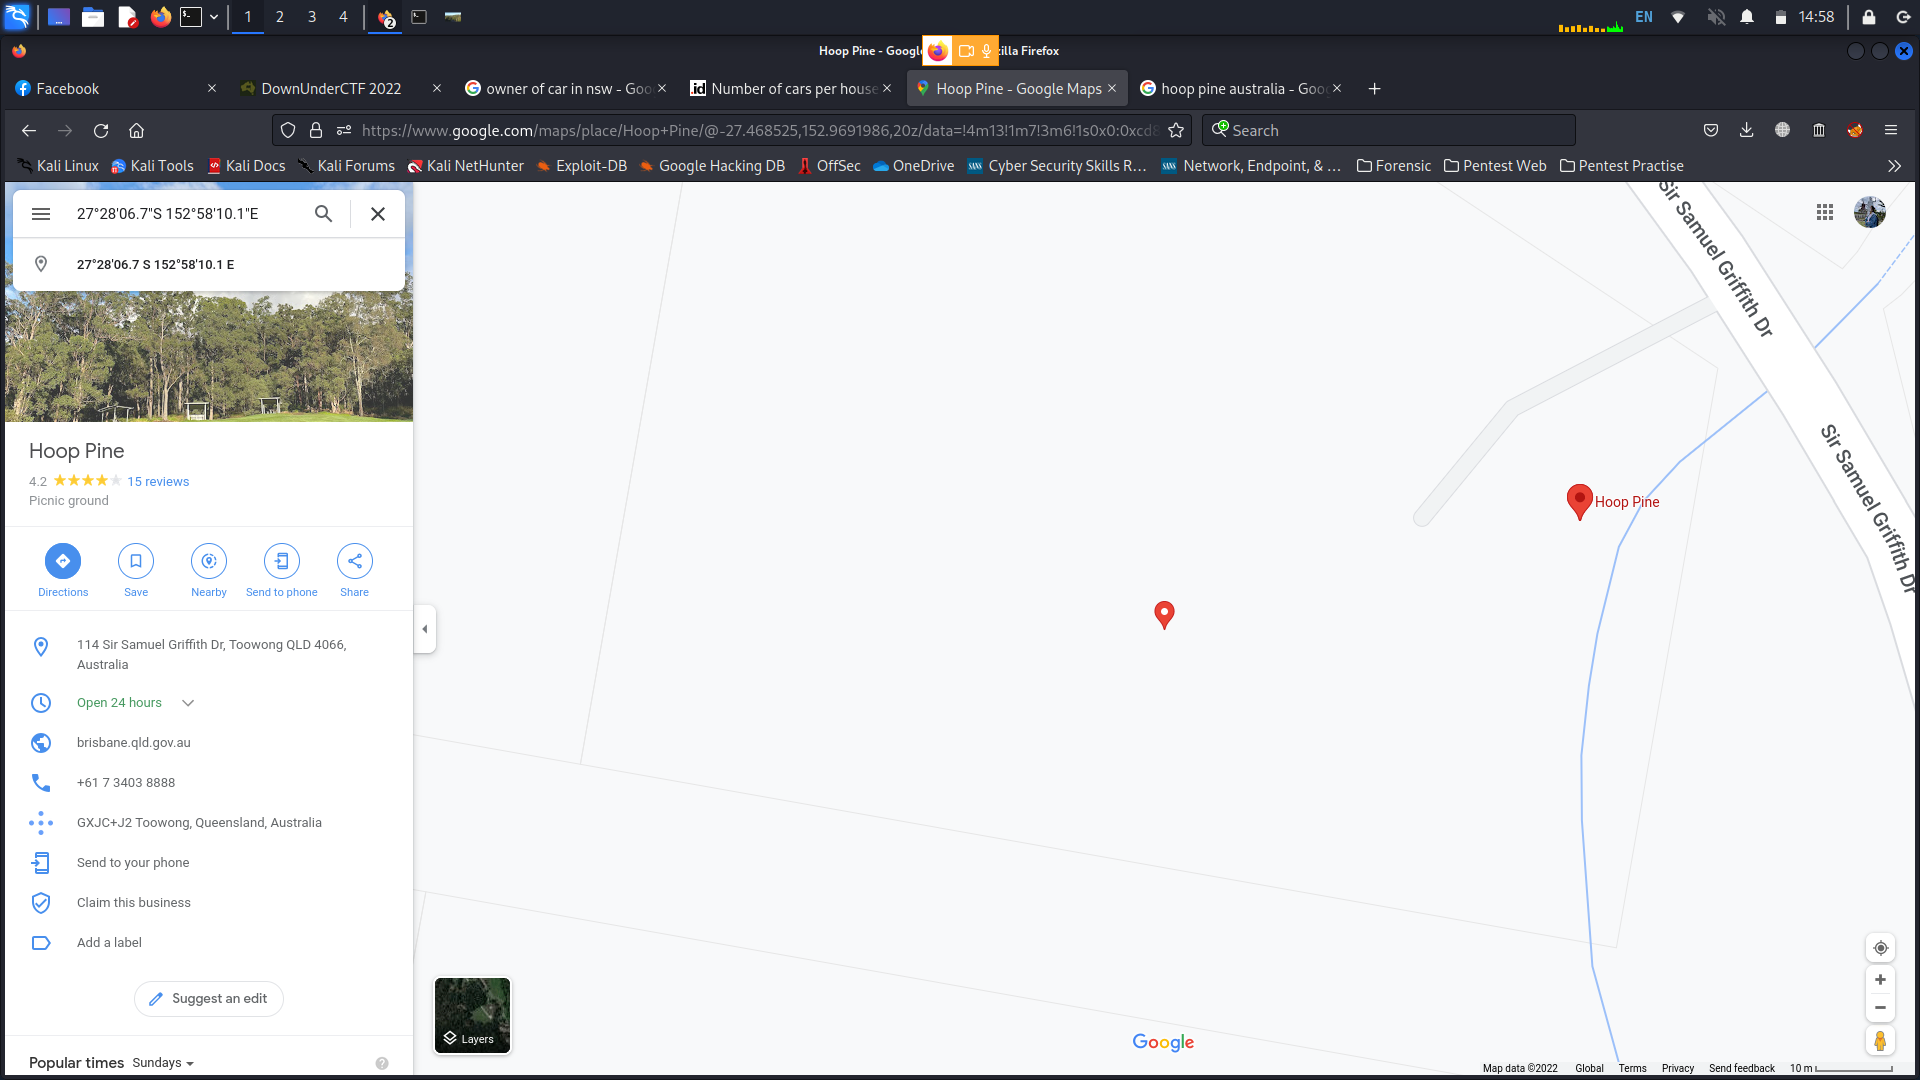 1
2
3
4
2
EN
14:58
Hoop Pine - Google
zilla Firefox
Facebook
DownUnderCTF 2022
owner of car in nsw - Goo
Number of cars per house
Hoop Pine - Google Maps
hoop pine australia - Goog
https://www.google.com/maps/place/Hoop+Pine/@-27.468525,152.9691986,20z/data=!4m13!1m7!3m6!1s0x0:0xcd8
Search
Kali Linux
Kali Tools
Kali Docs
Kali Forums
Kali NetHunter
Exploit-DB
Google Hacking DB
OffSec
OneDrive
Cyber Security Skills R...
Network, Endpoint, & ...
Forensic
Pentest Web
Pentest Practise
27°28'06.7"S 152°58'10.1"E
27°28'06.7 S 152°58'10.1 E
Hoop Pine
4.2
15 reviews
Picnic ground
Directions
Save
Nearby
Send to phone
Share
114 Sir Samuel Griffith Dr, Toowong QLD 4066,
Australia
Open 24 hours
brisbane.qld.gov.au
+61 7 3403 8888
GXJC+J2 Toowong, Queensland, Australia
Send to your phone
Claim this business
Add a label
Suggest an edit
Popular times
Sundays
Sir Samuel Griffith Dr
Sir Samuel Griffith Dr
Hoop Pine
Layers
Google
Map data ©2022
Global
Terms
Privacy
Send feedback
10 m